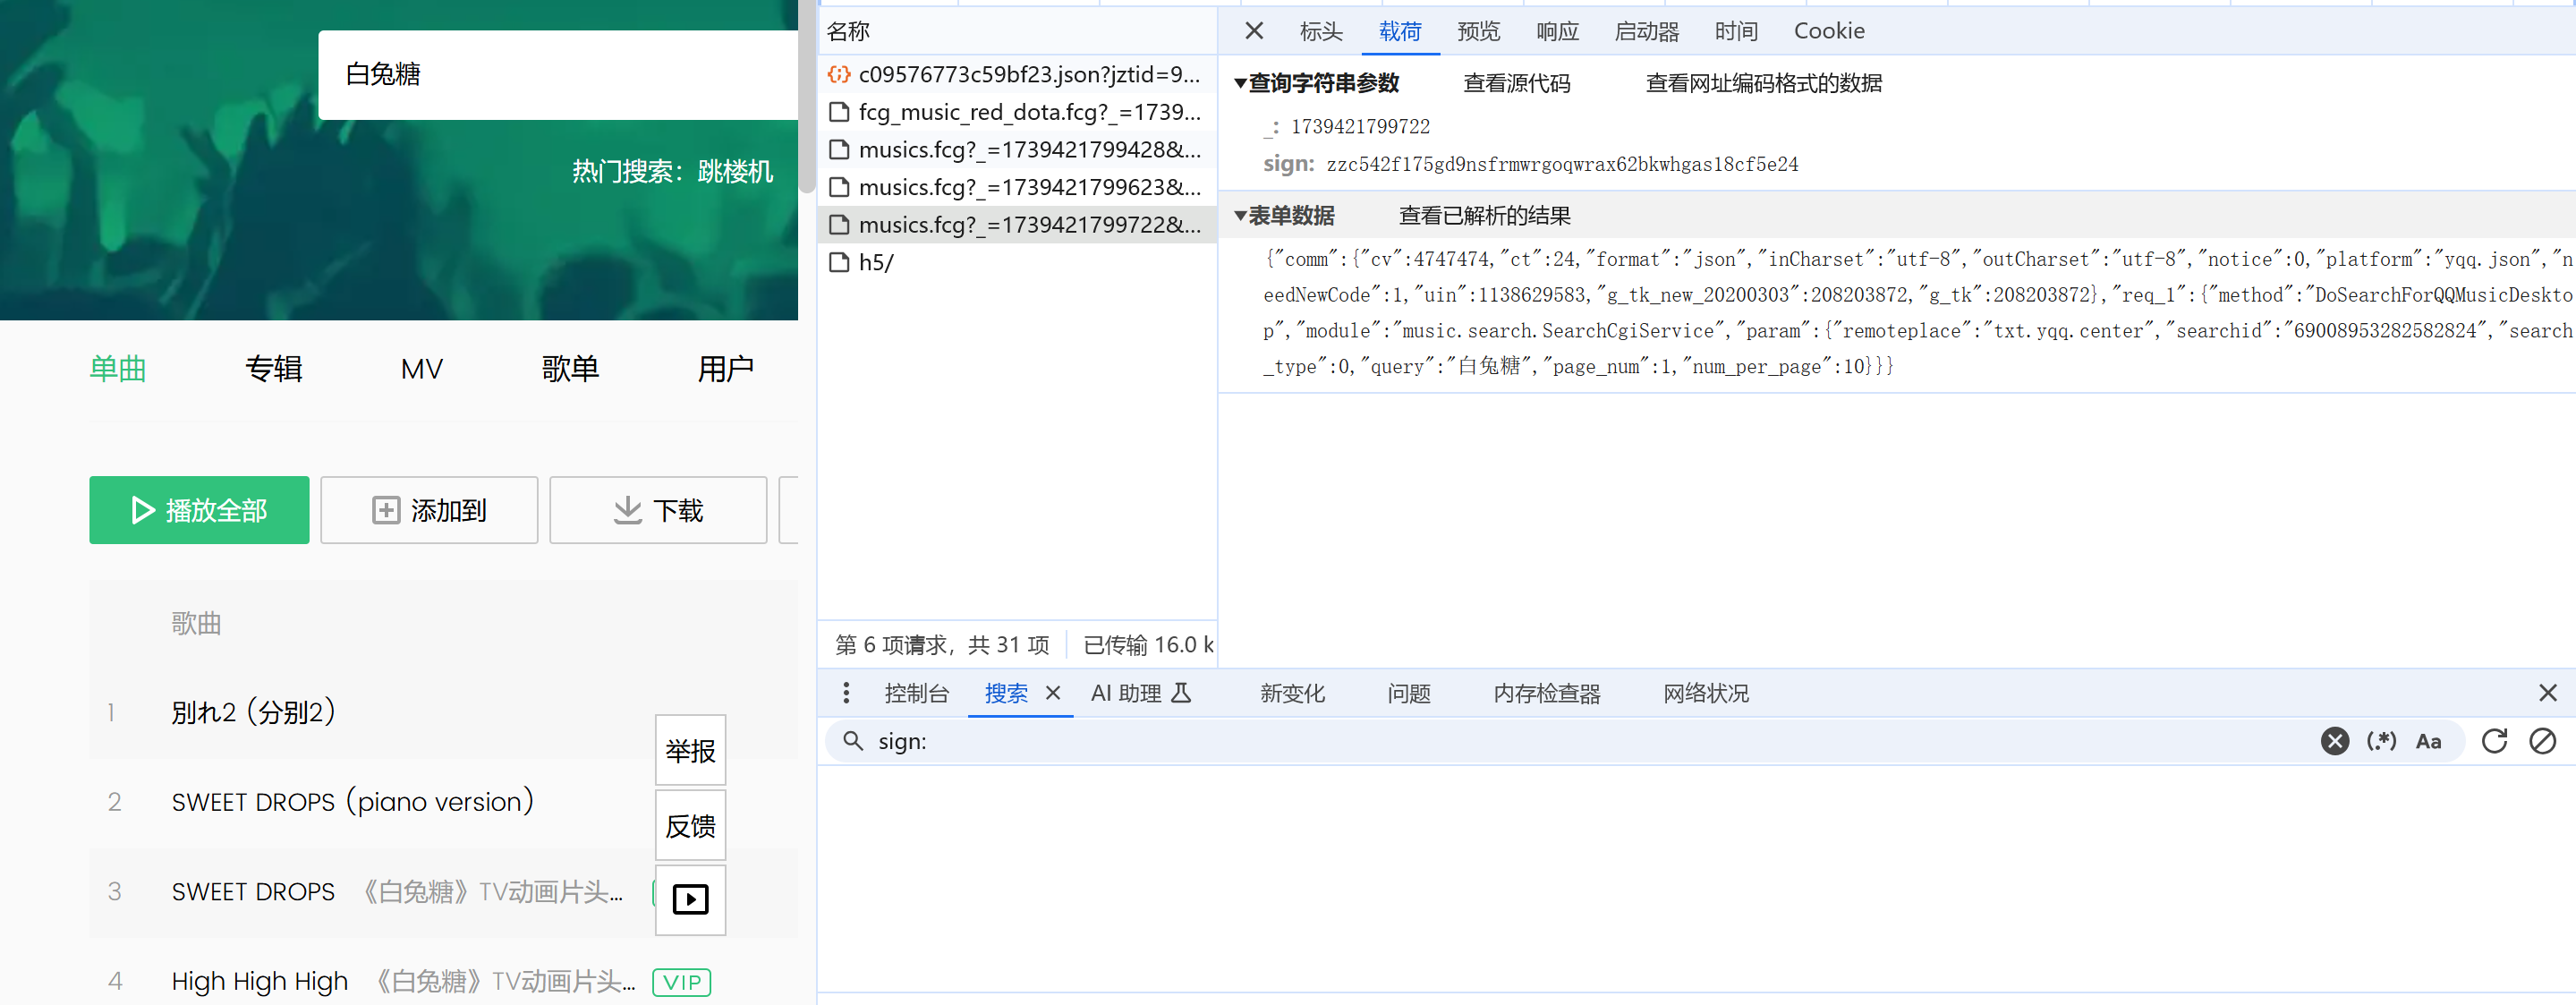 白兔糖
热门搜索：跳楼机
单曲 专辑 MV 歌单 用户
播放全部 添加到 下载
歌曲
1 別れ2（分别2）
2 SWEET DROPS（piano version）
3 SWEET DROPS 《白兔糖》TV动画片头...
4 High High High 《白兔糖》TV动画片头... VIP
举报
反馈
名称
c09576773c59bf23.json?jztid=9...
fcg_music_red_dota.fcg?_=1739...
musics.fcg?_=1739421799428&...
musics.fcg?_=1739421799623&...
musics.fcg?_=1739421799722&...
h5/
第 6 项请求，共 31 项 已传输 16.0 k
标头 载荷 预览 响应 启动器 时间 Cookie
查询字符串参数 查看源代码 查看网址编码格式的数据
_: 1739421799722
sign: zzc542f175gd9nsfrmwrgoqwrax62bkwhgas18cf5e24
表单数据 查看已解析的结果
{"comm":{"cv":4747474,"ct":24,"format":"json","inCharset":"utf-8","outCharset":"utf-8","notice":0,"platform":"yqq.json","n
eedNewCode":1,"uin":1138629583,"g_tk_new_20200303":208203872,"g_tk":208203872},"req_1":{"method":"DoSearchForQQMusicDeskto
p","module":"music.search.SearchCgiService","param":{"remoteplace":"txt.yqq.center","searchid":"69008953282582824","search
_type":0,"query":"白兔糖","page_num":1,"num_per_page":10}}}
控制台 搜索 AI 助理 新变化 问题 内存检查器 网络状况
sign: (.*) Aa